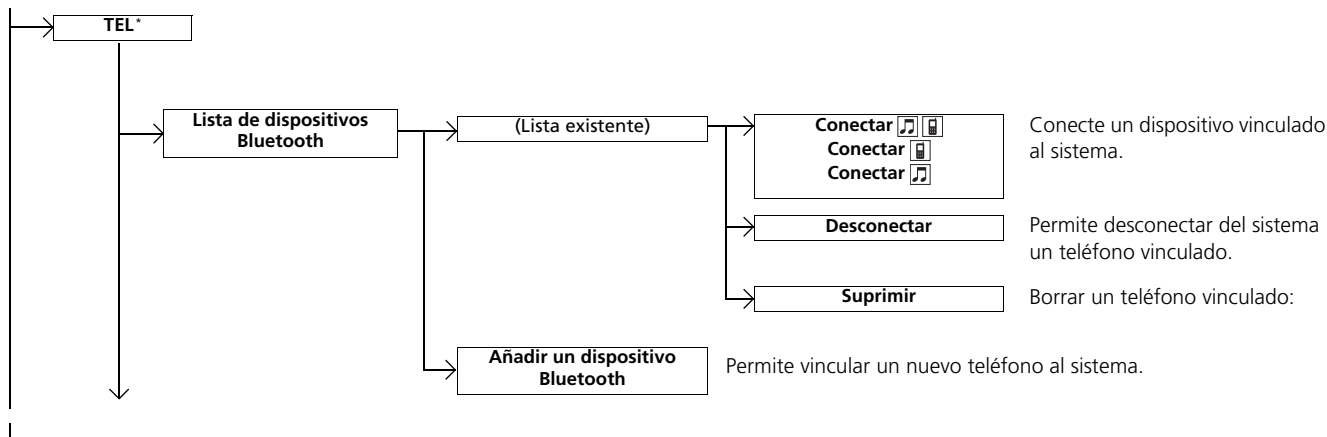 TEL*
Lista de dispositivos
Bluetooth
(Lista existente)
Conectar
Conectar
Conectar
Conecte un dispositivo vinculado
al sistema.
Desconectar
Permite desconectar del sistema
un teléfono vinculado.
Suprimir
Borrar un teléfono vinculado:
Añadir un dispositivo
Bluetooth
Permite vincular un nuevo teléfono al sistema.